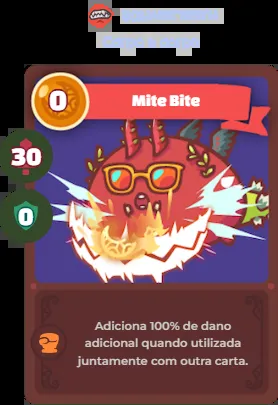 0
Mite Bite
30
0
Adiciona 100% de dano
adicional quando utilizada
juntamente com outra carta.